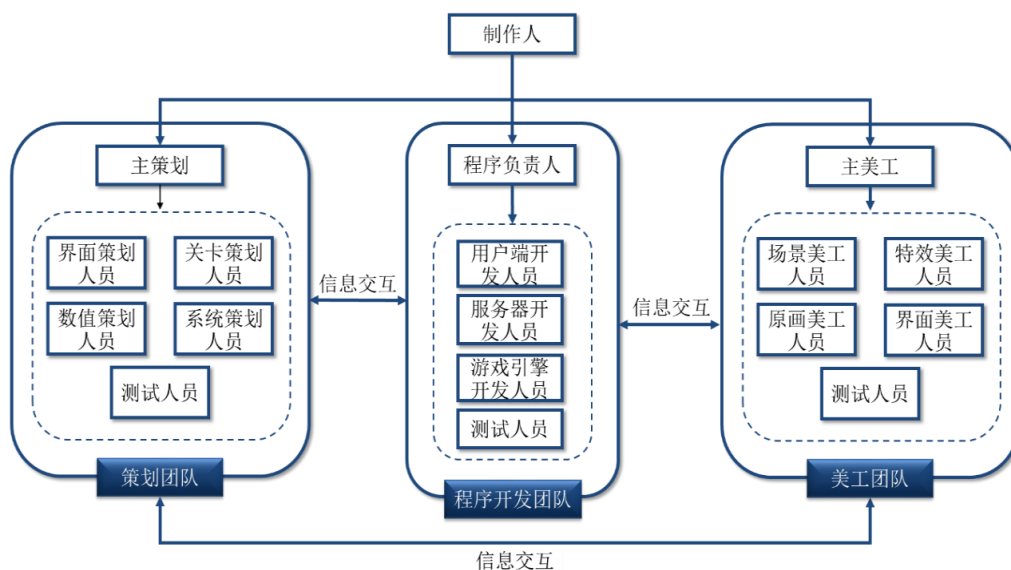 制作人
主策划
程序负责人
主美工
界面策划
人员
关卡策划
人员
数值策划
人员
系统策划
人员
测试人员
策划团队
信息交互
用户端开
发人员
服务器开
发人员
游戏引擎
开发人员
测试人员
程序开发团队
信息交互
场景美工
人员
特效美工
人员
原画美工
人员
界面美工
人员
测试人员
美工团队
信息交互